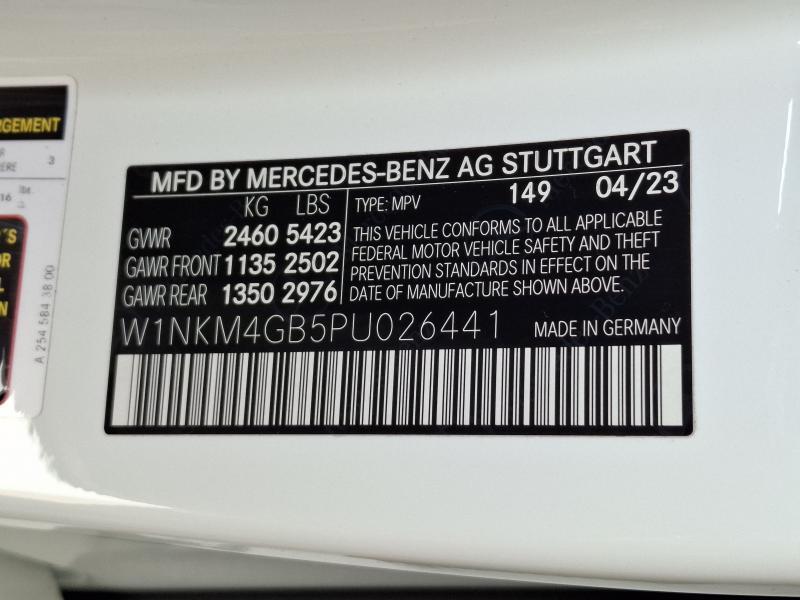 MFD BY MERCEDES-BENZ AG STUTTGART
KG LBS
GVWR 2460 5423
GAWR FRONT 1135 2502
GAWR REAR 1350 2976
TYPE: MPV 149 04/23
THIS VEHICLE CONFORMS TO ALL APPLICABLE
FEDERAL MOTOR VEHICLE SAFETY AND THEFT
PREVENTION STANDARDS IN EFFECT ON THE
DATE OF MANUFACTURE SHOWN ABOVE.
W1NKM4GB5PU026441 MADE IN GERMANY
A 254 584 38 00